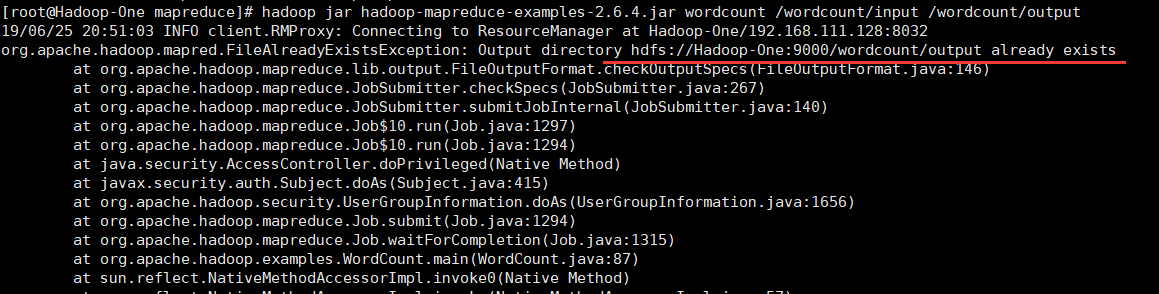 [root@Hadoop-One mapreduce]# hadoop jar hadoop-mapreduce-examples-2.6.4.jar wordcount /wordcount/input /wordcount/output
19/06/25 20:51:03 INFO client.RMProxy: Connecting to ResourceManager at Hadoop-One/192.168.111.128:8032
org.apache.hadoop.mapred.FileAlreadyExistsException: Output directory hdfs://Hadoop-One:9000/wordcount/output already exists
at org.apache.hadoop.mapreduce.lib.output.FileOutputFormat.checkOutputSpecs(FileOutputFormat.java:146)
at org.apache.hadoop.mapreduce.JobSubmitter.checkSpecs(JobSubmitter.java:267)
at org.apache.hadoop.mapreduce.JobSubmitter.submitJobInternal(JobSubmitter.java:140)
at org.apache.hadoop.mapreduce.Job$10.run(Job.java:1297)
at org.apache.hadoop.mapreduce.Job$10.run(Job.java:1294)
at java.security.AccessController.doPrivileged(Native Method)
at javax.security.auth.Subject.doAs(Subject.java:415)
at org.apache.hadoop.security.UserGroupInformation.doAs(UserGroupInformation.java:1656)
at org.apache.hadoop.mapreduce.Job.submit(Job.java:1294)
at org.apache.hadoop.mapreduce.Job.waitForCompletion(Job.java:1315)
at org.apache.hadoop.examples.WordCount.main(WordCount.java:87)
at sun.reflect.NativeMethodAccessorImpl.invoke0(Native Method)